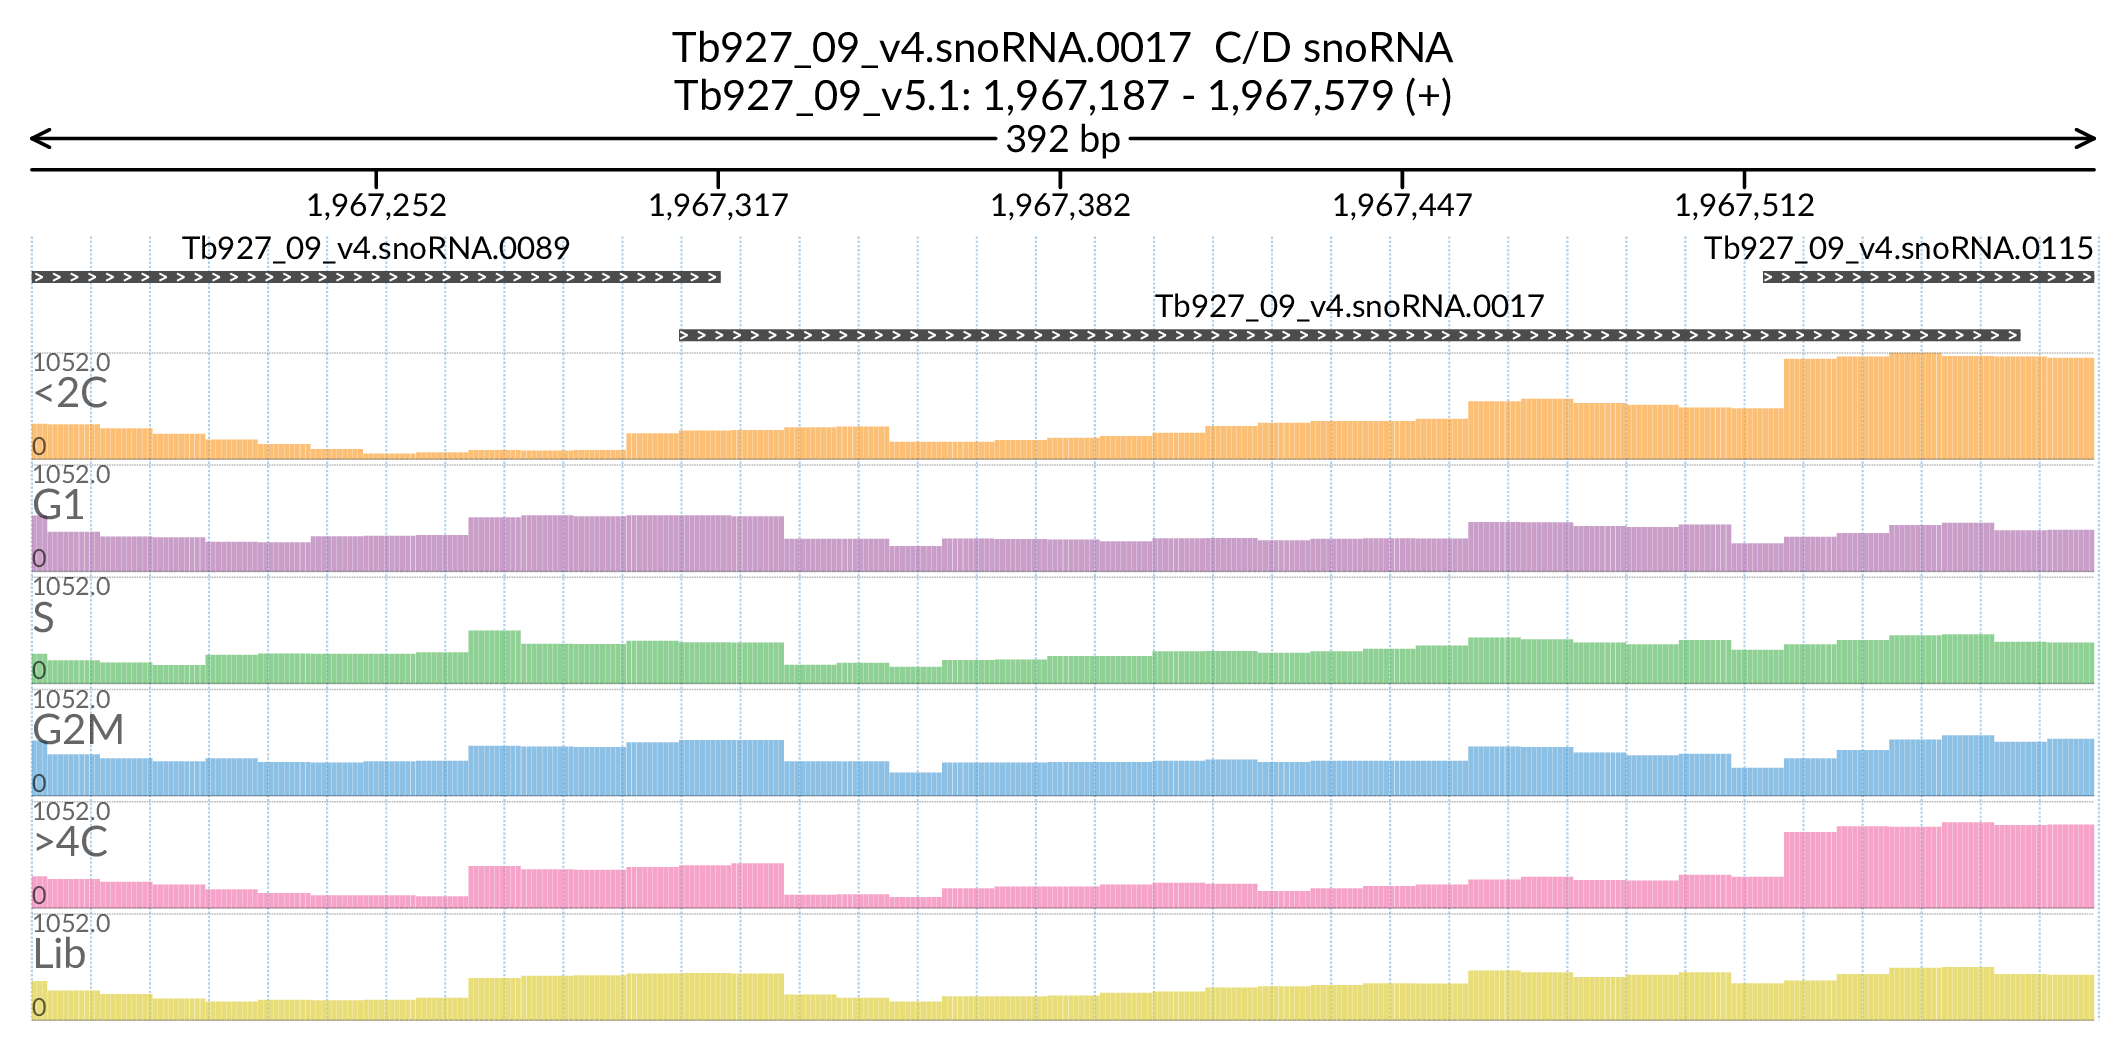 Tb927_09_v4.snoRNA.0017  C/D snoRNA
Tb927_09_v5.1: 1,967,187 - 1,967,579 (+)
392 bp
1,967,252 1,967,317 1,967,382 1,967,447 1,967,512
Tb927_09_v4.snoRNA.0089 Tb927_09_v4.snoRNA.0115
Tb927_09_v4.snoRNA.0017
1052.0
<2C
0
1052.0
G1
0
1052.0
S
0
1052.0
G2M
0
1052.0
>4C
0
1052.0
Lib
0